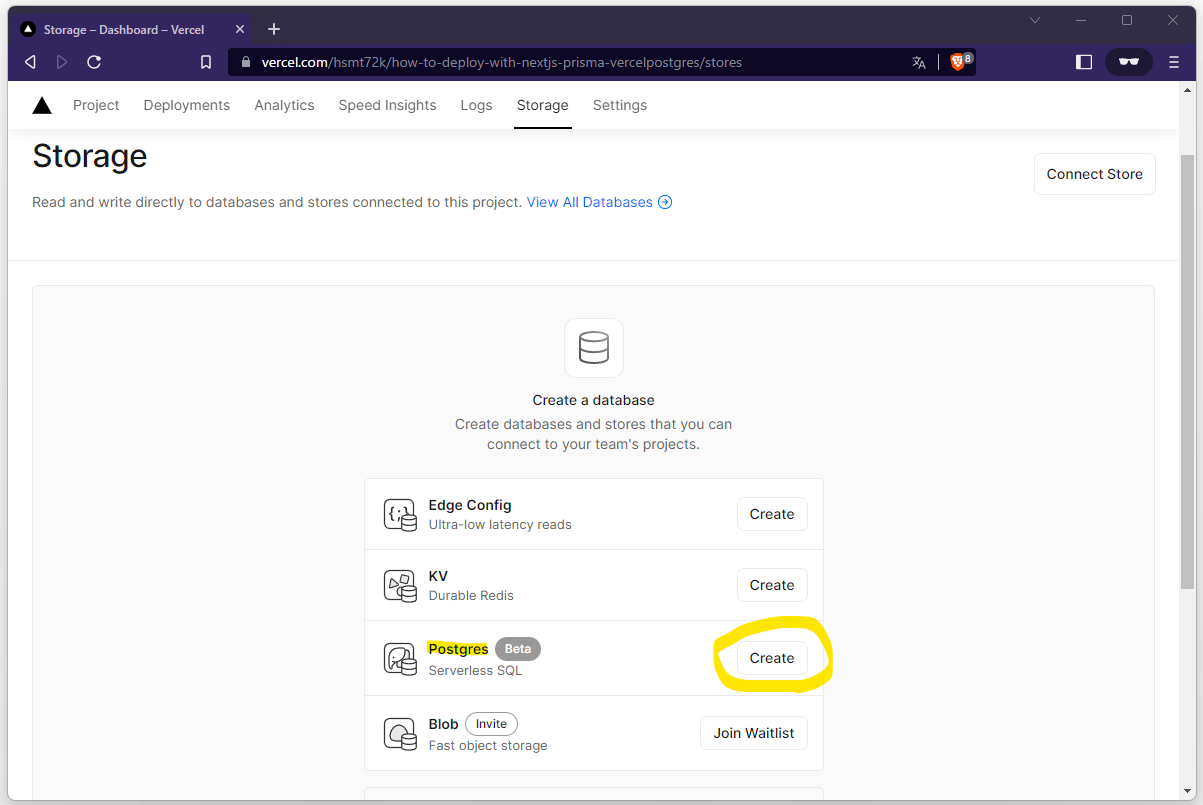 Storage – Dashboard – Vercel
vercel.com/hsmt72k/how-to-deploy-with-nextjs-prisma-vercelpostgres/stores
8
Project Deployments Analytics Speed Insights Logs Storage Settings
Storage
Connect Store
Read and write directly to databases and stores connected to this project. View All Databases
Create a database
Create databases and stores that you can
connect to your team's projects.
Edge Config
Ultra-low latency reads
Create
KV
Durable Redis
Create
Postgres Beta
Serverless SQL
Create
Blob Invite
Fast object storage
Join Waitlist